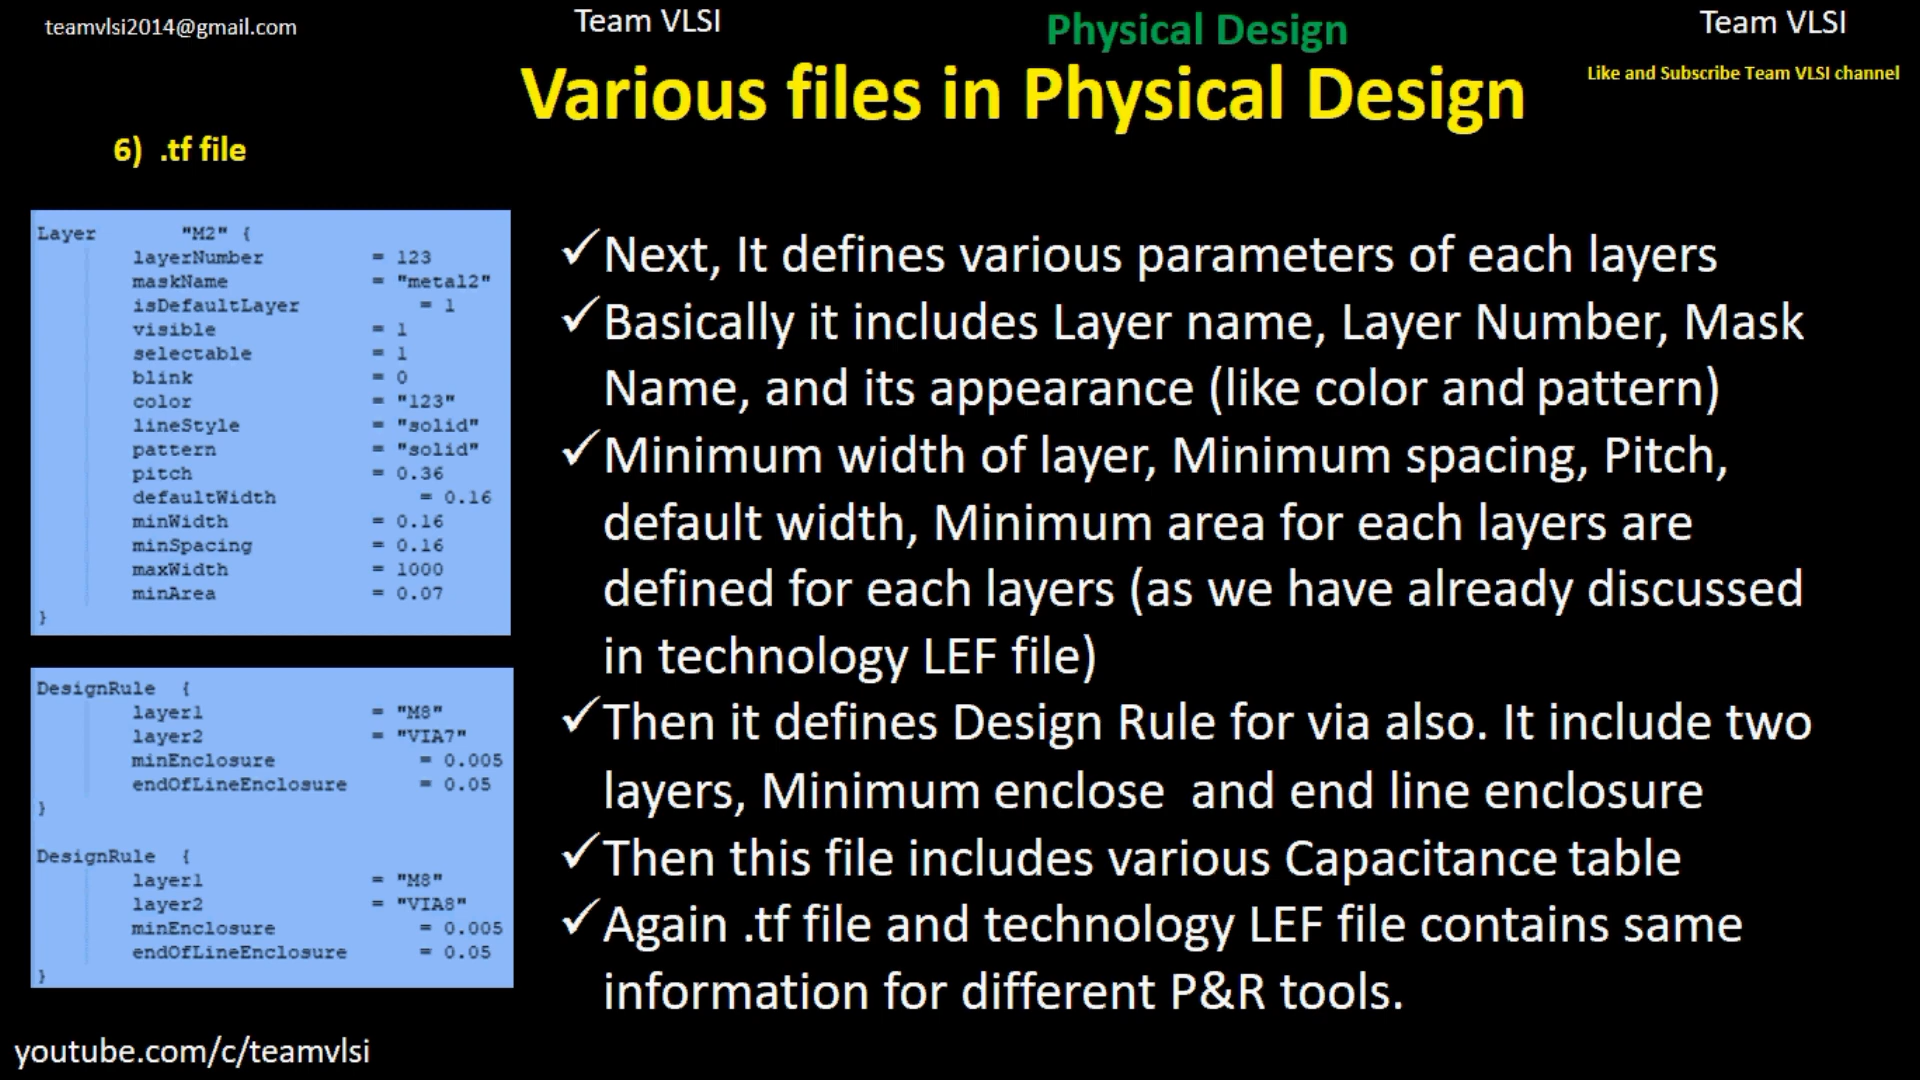 teamvlsi2014@gmail.com
Team VLSI
Physical Design
Team VLSI
Various files in Physical Design
Like and Subscribe Team VLSI channel
6) .tf file
Layer "M2" {
layerNumber = 123
maskName = "metal2"
isDefaultLayer = 1
visible = 1
selectable = 1
blink = 0
color = "123"
lineStyle = "solid"
pattern = "solid"
pitch = 0.36
defaultWidth = 0.16
minWidth = 0.16
minSpacing = 0.16
maxWidth = 1000
minArea = 0.07
}
DesignRule {
layer1 = "M8"
layer2 = "VIA7"
minEnclosure = 0.005
endOfLineEnclosure = 0.05
}
DesignRule {
layer1 = "M8"
layer2 = "VIA8"
minEnclosure = 0.005
endOfLineEnclosure = 0.05
}
✓Next, It defines various parameters of each layers
✓Basically it includes Layer name, Layer Number, Mask
Name, and its appearance (like color and pattern)
✓Minimum width of layer, Minimum spacing, Pitch,
default width, Minimum area for each layers are
defined for each layers (as we have already discussed
in technology LEF file)
✓Then it defines Design Rule for via also. It include two
layers, Minimum enclose and end line enclosure
✓Then this file includes various Capacitance table
✓Again .tf file and technology LEF file contains same
information for different P&R tools.
youtube.com/c/teamvlsi